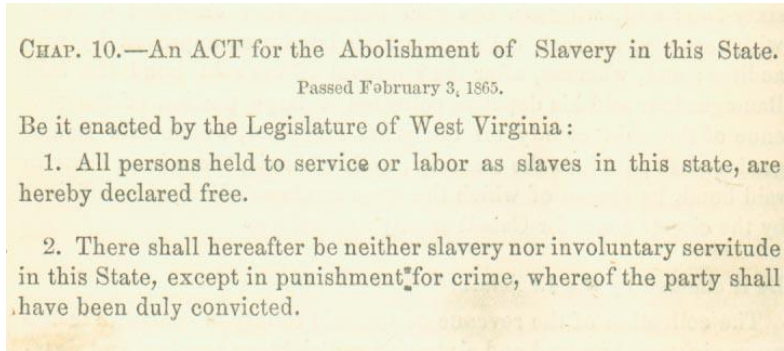 CHAP. 10.—An ACT for the Abolishment of Slavery in this State.
Passed February 3, 1865.
Be it enacted by the Legislature of West Virginia:
1. All persons held to service or labor as slaves in this state, are
hereby declared free.
2. There shall hereafter be neither slavery nor involuntary servitude
in this State, except in punishment for crime, whereof the party shall
have been duly convicted.